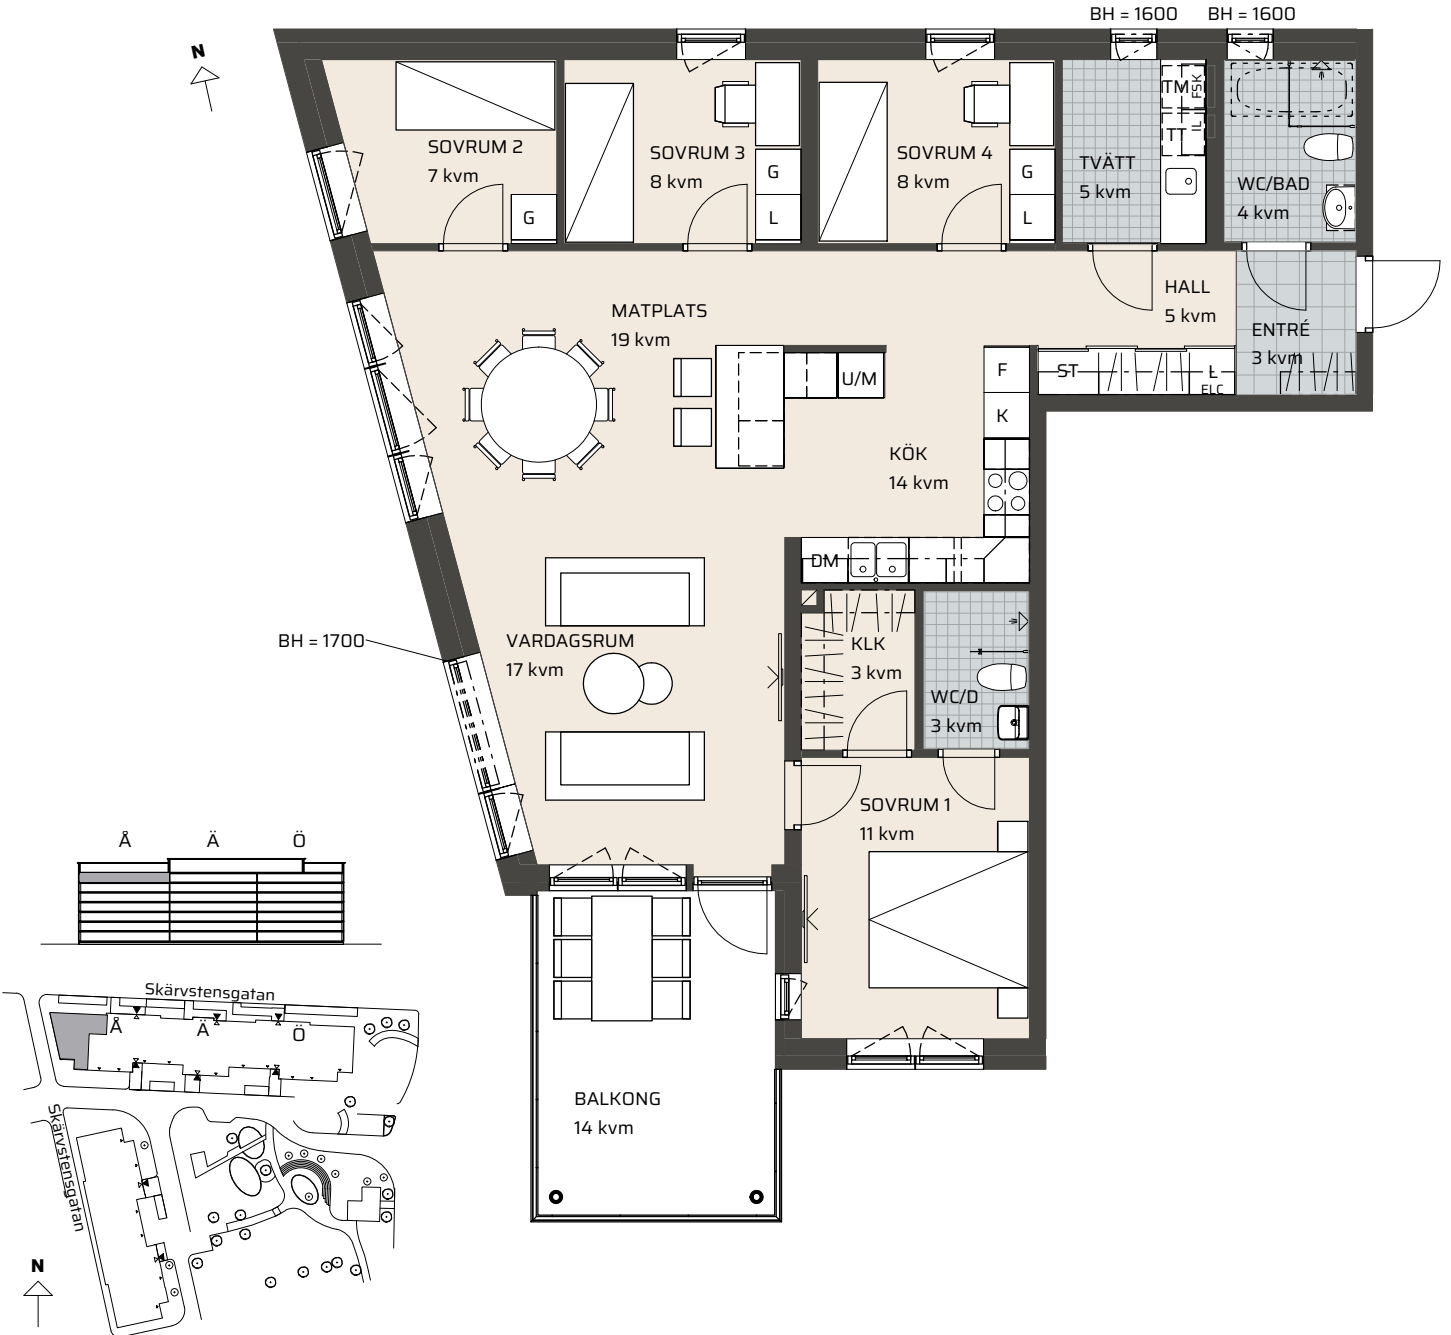 BH = 1600
BH = 1600
N
SOVRUM 2
7 kvm
G
SOVRUM 3
8 kvm
G
L
SOVRUM 4
8 kvm
G
L
TVÄTT
5 kvm
TM
FSK
TT
IL
WC/BAD
4 kvm
MATPLATS
19 kvm
HALL
5 kvm
ENTRÉ
3 kvm
U/M
F
K
ST
L
ELC
KÖK
14 kvm
DM
BH = 1700
VARDAGSRUM
17 kvm
KLK
3 kvm
WC/D
3 kvm
SOVRUM 1
11 kvm
BALKONG
14 kvm
Å
Ä
Ö
Skärvstensgatan
Å
Ä
Ö
Skärvstensgatan
N